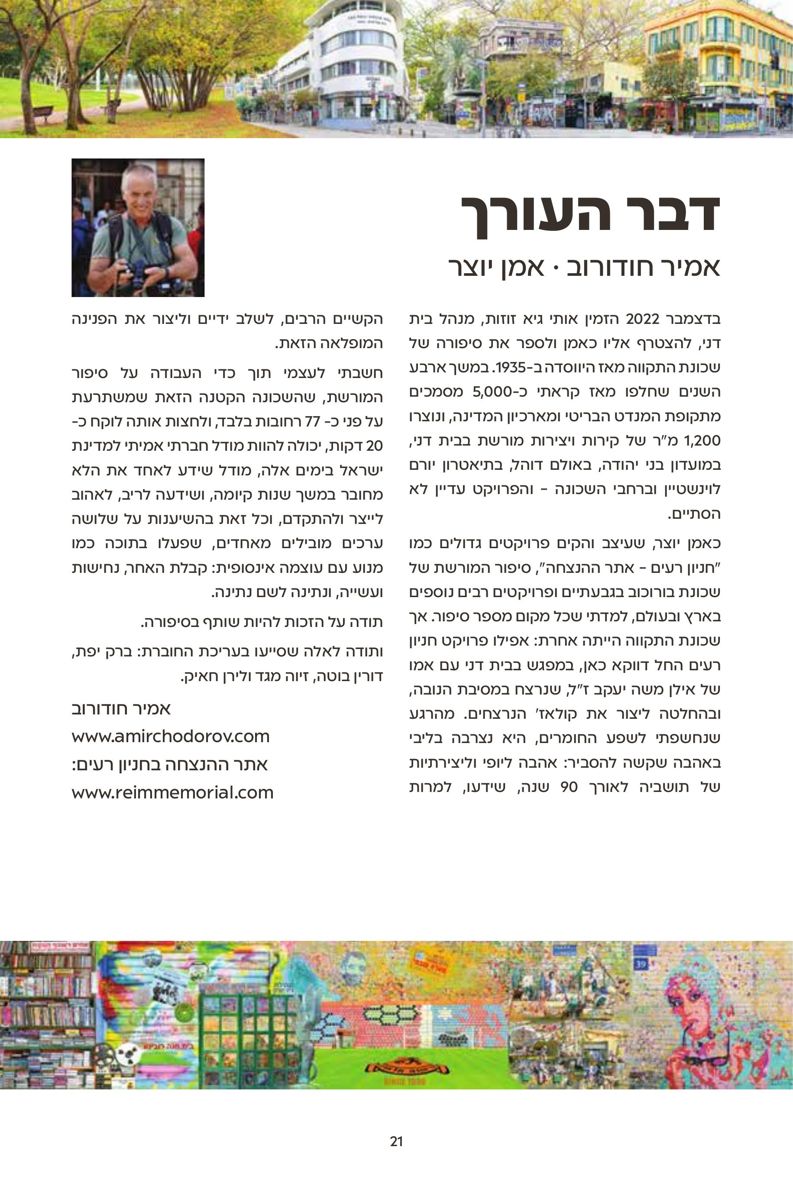 דבר העורך
אמיר חודורוב • אמן יוצר
בדצמבר 2022 הזמין אותי גיא זוזות, מנהל בית
דני, להצטרף אליו כאמן ולספר את סיפורה של
שכונת התקווה מאז היווסדה ב-1935. במשך ארבע
השנים שחלפו מאז קראתי כ-5,000 מסמכים
מתקופת המנדט הבריטי ומארכיון המדינה, ונוצרו
1,200 מ"ר של קירות ויצירות מורשת בבית דני,
במועדון בני יהודה, באולם דוהל, בתיאטרון יורם
לוינשטיין וברחבי השכונה – והפרויקט עדיין לא
הסתיים.
כאמן יוצר, שעיצב והקים פרויקטים גדולים כמו
"חניון רעים – אתר ההנצחה", סיפור המורשת של
שכונת בורוכוב בגבעתיים ופרויקטים רבים נוספים
בארץ ובעולם, למדתי שכל מקום מספר סיפור. אך
שכונת התקווה הייתה אחרת: אפילו פרויקט חניון
רעים החל דווקא כאן, במפגש בבית דני עם אמו
של אילן משה יעקב ז"ל, שנרצח במסיבת הנובה,
ובהחלטה ליצור את קולאז' הנרצחים. מהרגע
שנחשפתי לשפע החומרים, היא נצרבה בליבי
באהבה שקשה להסביר: אהבה ליופי וליצירתיות
של תושביה לאורך 90 שנה, שידעו, למרות
הקשיים הרבים, לשלב ידיים וליצור את הפנינה
המופלאה הזאת.
חשבתי לעצמי תוך כדי העבודה על סיפור
המורשת, שהשכונה הקטנה הזאת שמשתרעת
על פני כ- 77 רחובות בלבד, ולחצות אותה לוקח כ-
20 דקות, יכולה להוות מודל חברתי אמיתי למדינת
ישראל בימים אלה, מודל שידע לאחד את הלא
מחובר במשך שנות קיומה, ושידעה לריב, לאהוב
לייצר ולהתקדם, וכל זאת בהשיענות על שלושה
ערכים מובילים מאחדים, שפעלו בתוכה כמו
מנוע עם עוצמה אינסופית: קבלת האחר, נחישות
ועשייה, ונתינה לשם נתינה.
תודה על הזכות להיות שותף בסיפורה.
ותודה לאלה שסייעו בעריכת החוברת: ברק יפת,
דורין בוטה, זיוה מגד ולירן חאיק.
אמיר חודורוב
www.amirchodorov.com
אתר ההנצחה בחניון רעים:
www.reimmemorial.com
39
21